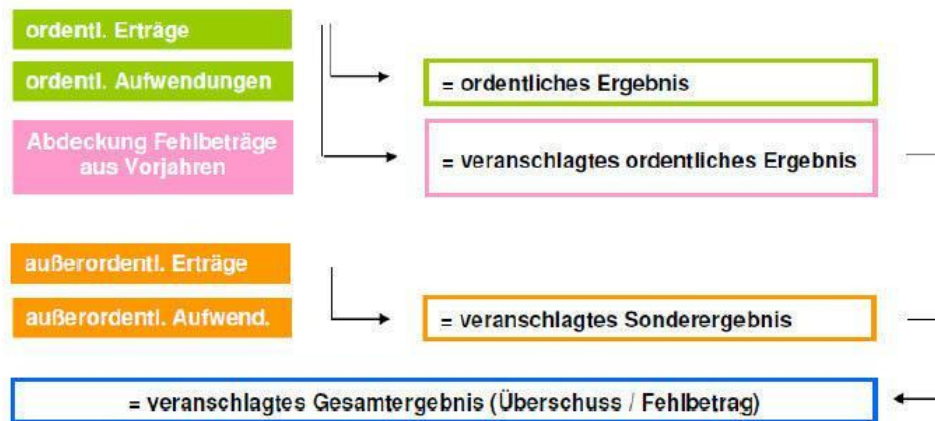 ordentl. Erträge
ordentl. Aufwendungen
= ordentliches Ergebnis
Abdeckung Fehlbeträge
aus Vorjahren
= veranschlagtes ordentliches Ergebnis
außerordentl. Erträge
außerordentl. Aufwend.
= veranschlagtes Sonderergebnis
= veranschlagtes Gesamtergebnis (Überschuss / Fehlbetrag)